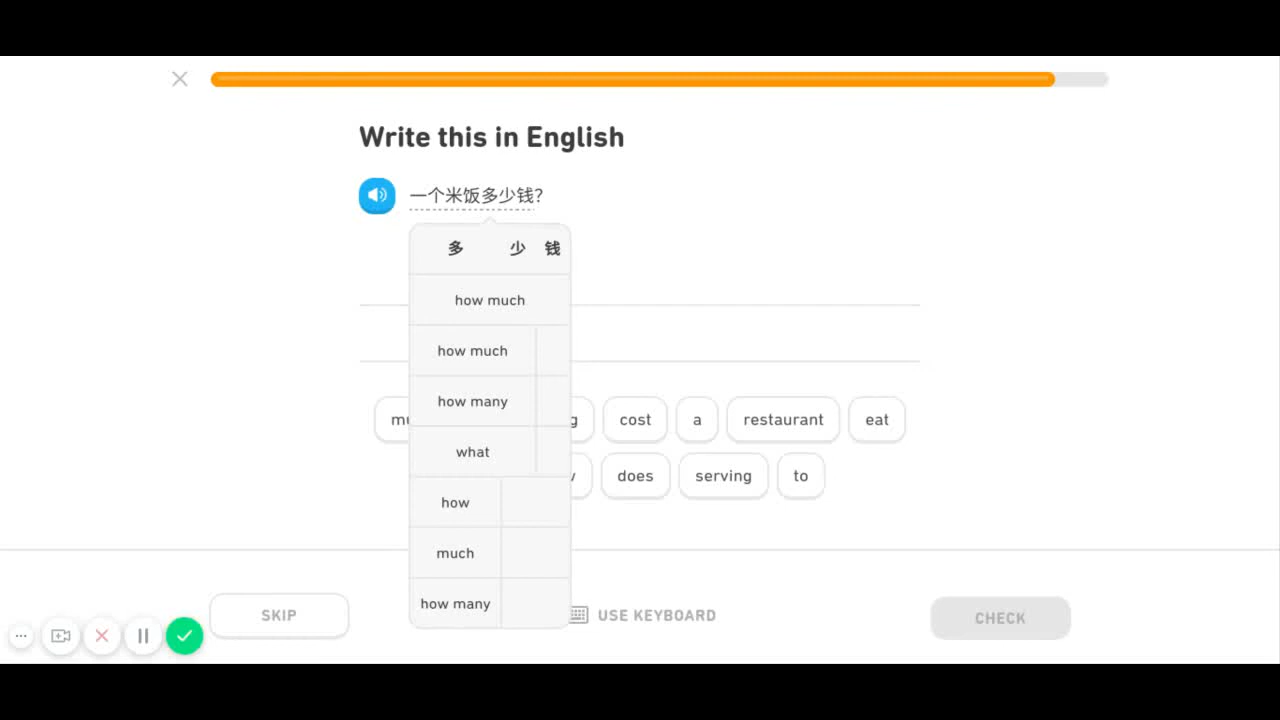 Write this in English
一个米饭多少钱?
多 少 钱
how much
how much
how many
what
how
much
how many
cost a restaurant eat
does serving to
SKIP
USE KEYBOARD
CHECK